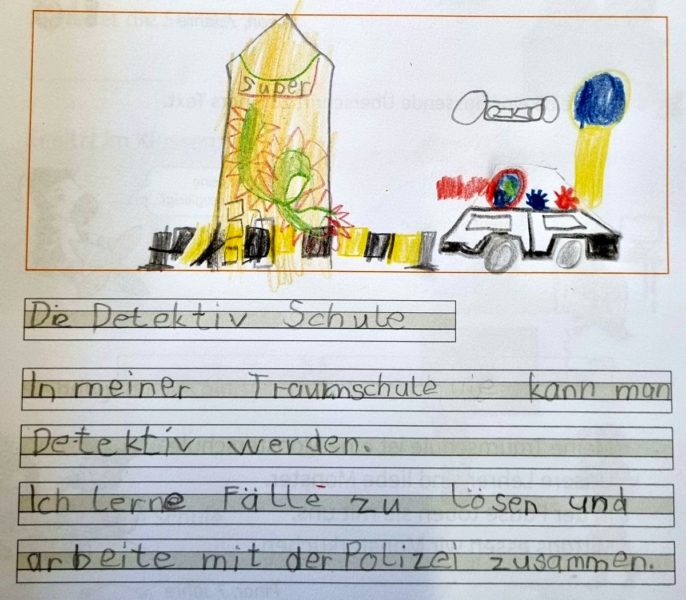 Super
Die Detektiv Schule
In meiner Traumschule kann man
Detektiv werden.
Ich lerne Fälle zu lösen und
arbeite mit der Polizei zusammen.